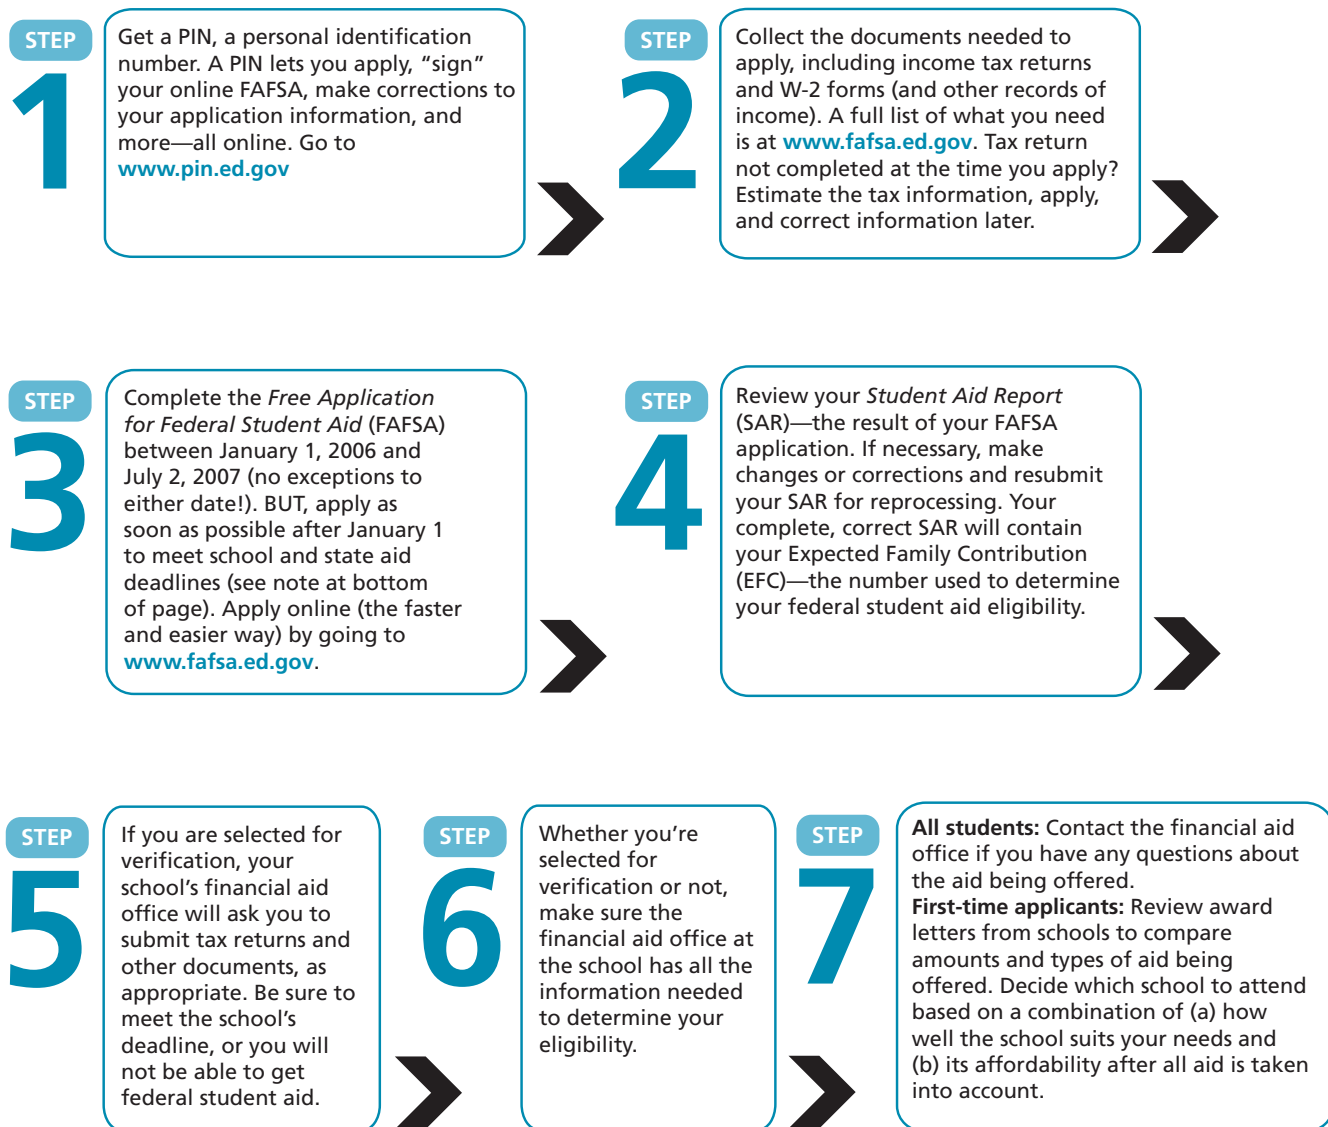 STEP
1
Get a PIN, a personal identification
number. A PIN lets you apply, “sign”
your online FAFSA, make corrections to
your application information, and
more—all online. Go to
www.pin.ed.gov
STEP
2
Collect the documents needed to
apply, including income tax returns
and W-2 forms (and other records of
income). A full list of what you need
is at www.fafsa.ed.gov. Tax return
not completed at the time you apply?
Estimate the tax information, apply,
and correct information later.
STEP
3
Complete the Free Application
for Federal Student Aid (FAFSA)
between January 1, 2006 and
July 2, 2007 (no exceptions to
either date!). BUT, apply as
soon as possible after January 1
to meet school and state aid
deadlines (see note at bottom
of page). Apply online (the faster
and easier way) by going to
www.fafsa.ed.gov.
STEP
4
Review your Student Aid Report
(SAR)—the result of your FAFSA
application. If necessary, make
changes or corrections and resubmit
your SAR for reprocessing. Your
complete, correct SAR will contain
your Expected Family Contribution
(EFC)—the number used to determine
your federal student aid eligibility.
STEP
5
If you are selected for
verification, your
school’s financial aid
office will ask you to
submit tax returns and
other documents, as
appropriate. Be sure to
meet the school’s
deadline, or you will
not be able to get
federal student aid.
STEP
6
Whether you’re
selected for
verification or not,
make sure the
financial aid office at
the school has all the
information needed
to determine your
eligibility.
STEP
7
All students: Contact the financial aid
office if you have any questions about
the aid being offered.
First-time applicants: Review award
letters from schools to compare
amounts and types of aid being
offered. Decide which school to attend
based on a combination of (a) how
well the school suits your needs and
(b) its affordability after all aid is taken
into account.